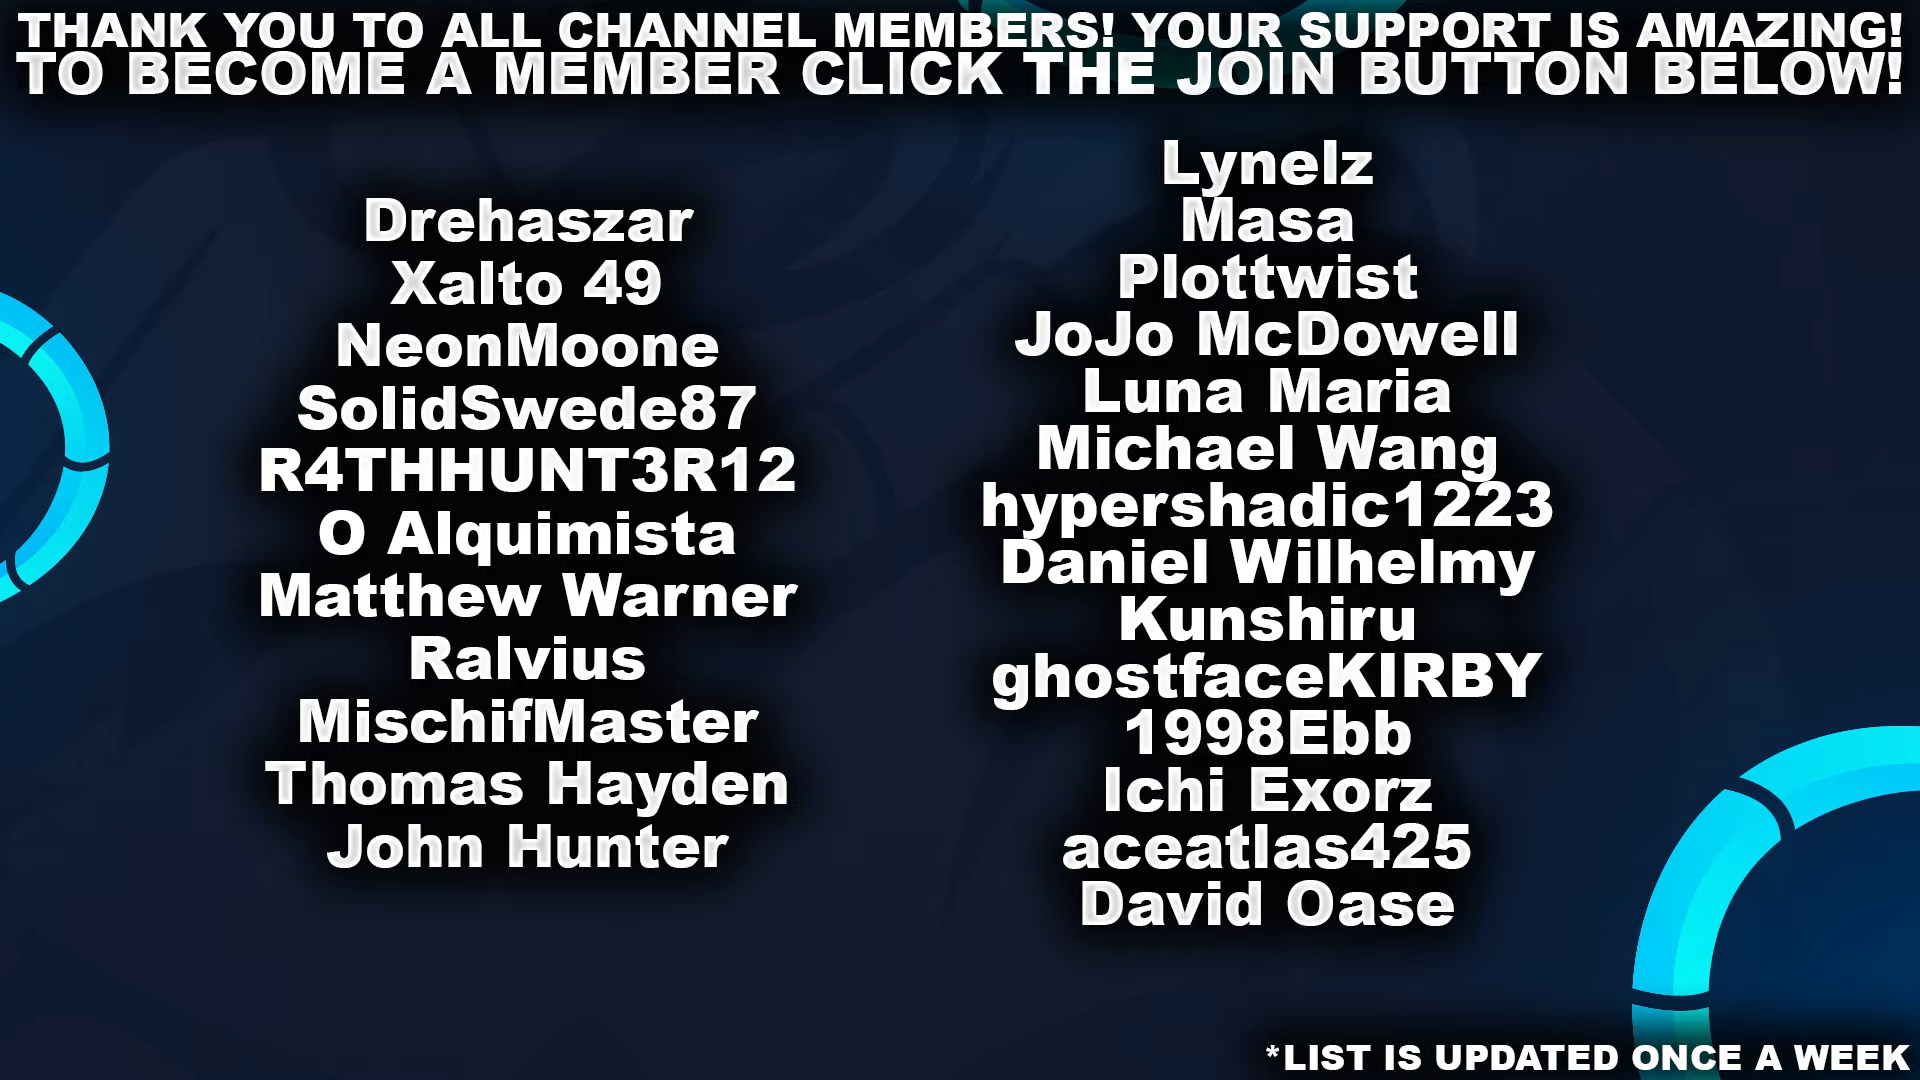 THANK YOU TO ALL CHANNEL MEMBERS! YOUR SUPPORT IS AMAZING!
TO BECOME A MEMBER CLICK THE JOIN BUTTON BELOW!
Drehaszar
Xalto 49
NeonMoone
SolidSwede87
R4THHUNT3R12
O Alquimista
Matthew Warner
Ralvius
MischifMaster
Thomas Hayden
John Hunter
Lynelz
Masa
Plottwist
JoJo McDowell
Luna Maria
Michael Wang
hypershadic1223
Daniel Wilhelmy
Kunshiru
ghostfaceKIRBY
1998Ebb
Ichi Exorz
aceatlas425
David Oase
*LIST IS UPDATED ONCE A WEEK